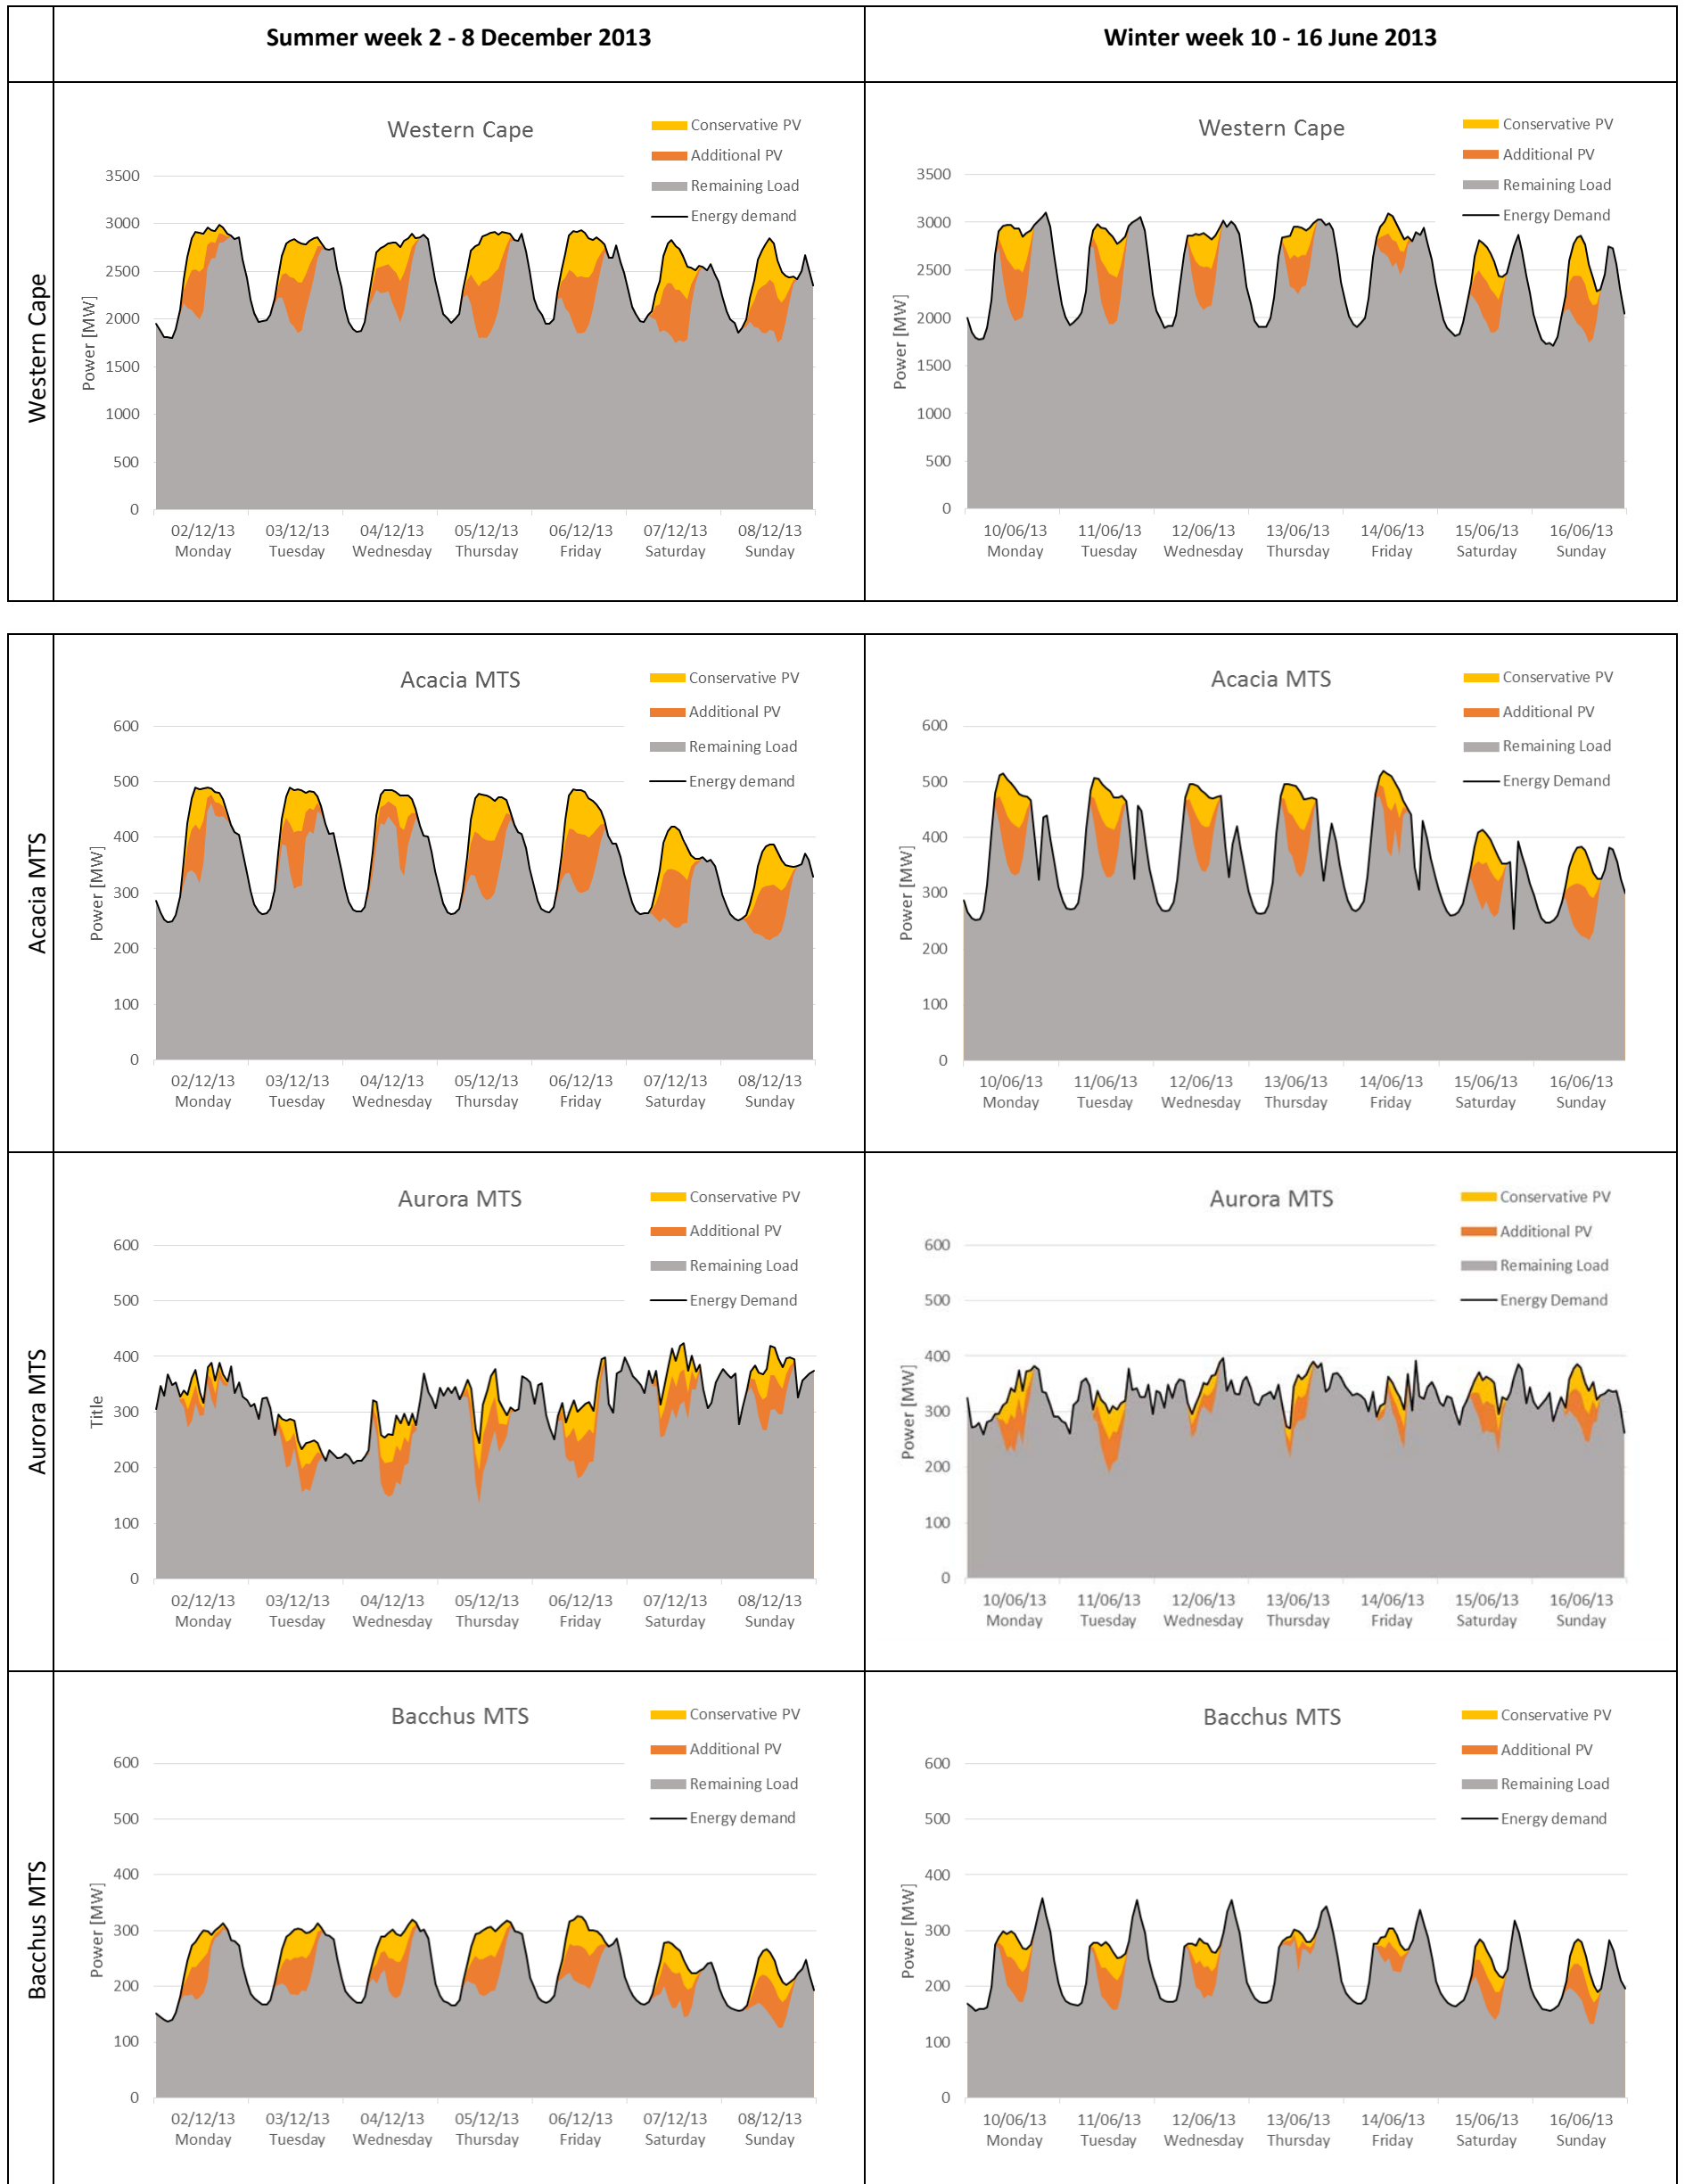 Summer week 2 - 8 December 2013
Winter week 10 - 16 June 2013
Western Cape
Western Cape
Conservative PV
Additional PV
Remaining Load
Energy demand
Power [MW]
3500
3000
2500
2000
1500
1000
500
0
02/12/13 03/12/13 04/12/13 05/12/13 06/12/13 07/12/13 08/12/13
Monday Tuesday Wednesday Thursday Friday Saturday Sunday
Western Cape
Conservative PV
Additional PV
Remaining Load
Energy Demand
Power [MW]
3500
3000
2500
2000
1500
1000
500
0
10/06/13 11/06/13 12/06/13 13/06/13 14/06/13 15/06/13 16/06/13
Monday Tuesday Wednesday Thursday Friday Saturday Sunday
Acacia MTS
Acacia MTS
Conservative PV
Additional PV
Remaining Load
Energy demand
Power [MW]
600
500
400
300
200
100
0
02/12/13 03/12/13 04/12/13 05/12/13 06/12/13 07/12/13 08/12/13
Monday Tuesday Wednesday Thursday Friday Saturday Sunday
Acacia MTS
Conservative PV
Additional PV
Remaining Load
Energy Demand
Power [MW]
600
500
400
300
200
100
0
10/06/13 11/06/13 12/06/13 13/06/13 14/06/13 15/06/13 16/06/13
Monday Tuesday Wednesday Thursday Friday Saturday Sunday
Aurora MTS
Aurora MTS
Conservative PV
Additional PV
Remaining Load
Energy Demand
Title
600
500
400
300
200
100
0
02/12/13 03/12/13 04/12/13 05/12/13 06/12/13 07/12/13 08/12/13
Monday Tuesday Wednesday Thursday Friday Saturday Sunday
Aurora MTS
Conservative PV
Additional PV
Remaining Load
Energy Demand
Power [MW]
600
500
400
300
200
100
0
10/06/13 11/06/13 12/06/13 13/06/13 14/06/13 15/06/13 16/06/13
Monday Tuesday Wednesday Thursday Friday Saturday Sunday
Bacchus MTS
Bacchus MTS
Conservative PV
Additional PV
Remaining Load
Energy demand
Power [MW]
600
500
400
300
200
100
0
02/12/13 03/12/13 04/12/13 05/12/13 06/12/13 07/12/13 08/12/13
Monday Tuesday Wednesday Thursday Friday Saturday Sunday
Bacchus MTS
Conservative PV
Additional PV
Remaining Load
Energy demand
Power [MW]
600
500
400
300
200
100
0
10/06/13 11/06/13 12/06/13 13/06/13 14/06/13 15/06/13 16/06/13
Monday Tuesday Wednesday Thursday Friday Saturday Sunday